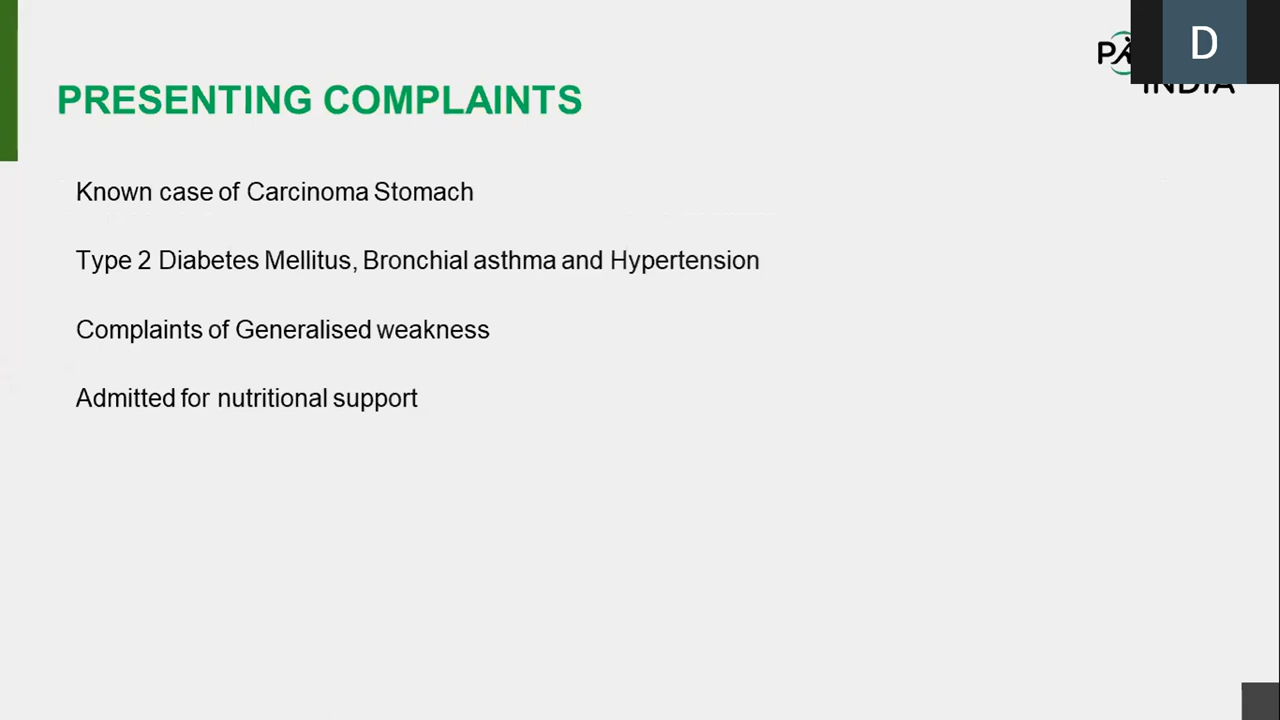 D
PRESENTING COMPLAINTS
Known case of Carcinoma Stomach
Type 2 Diabetes Mellitus, Bronchial asthma and Hypertension
Complaints of Generalised weakness
Admitted for nutritional support
INDIA